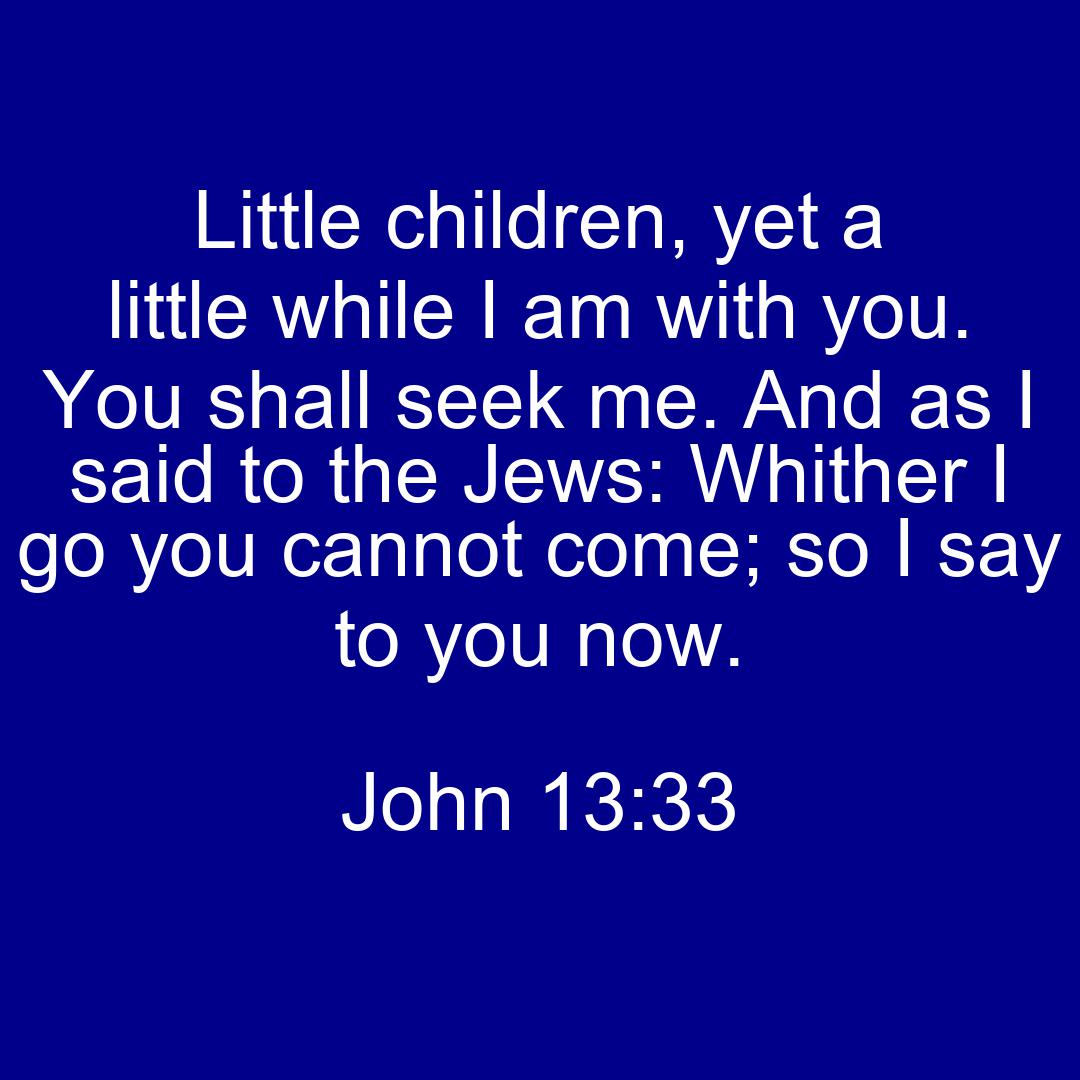 Little children, yet a
little while I am with you.
You shall seek me. And as I
said to the Jews: Whither I
go you cannot come; so I say
to you now.
John 13:33